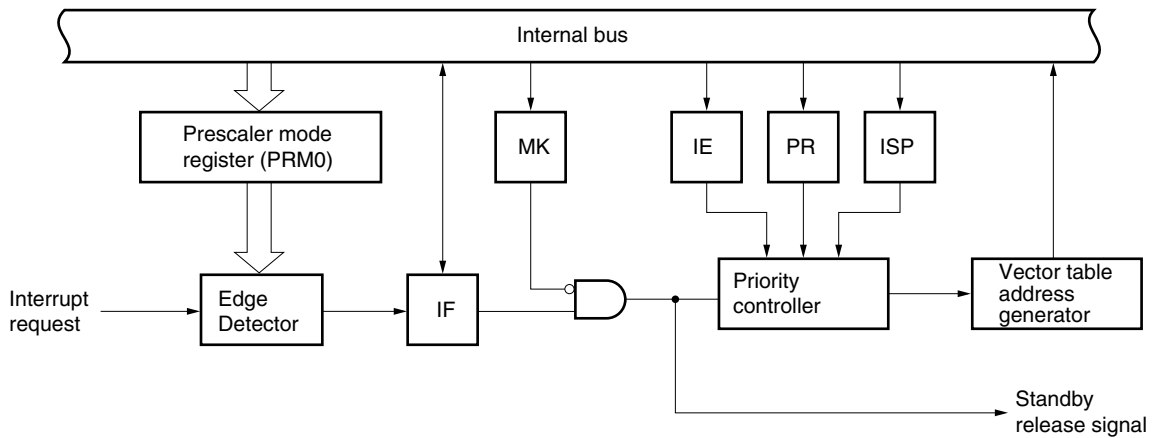 Internal bus
Prescaler mode
register (PRM0)
MK
IE
PR
ISP
Interrupt
request
Edge
Detector
IF
Priority
controller
Vector table
address
generator
Standby
release signal